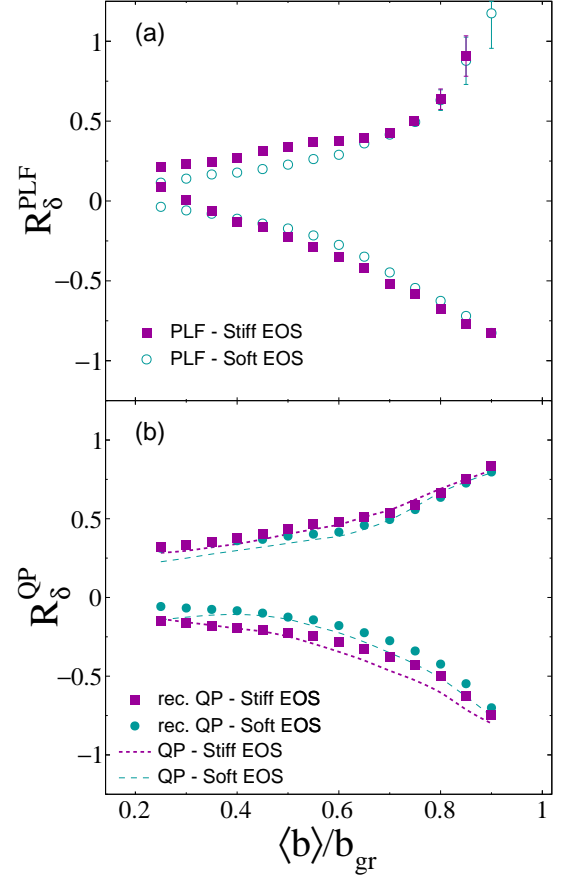 (a)
1
0.5
0
−0.5
−1
R_δ^PLF
PLF - Stiff EOS
PLF - Soft EOS
(b)
1
0.5
0
−0.5
−1
R_δ^QP
rec. QP - Stiff EOS
rec. QP - Soft EOS
QP - Stiff EOS
QP - Soft EOS
0.2 0.4 0.6 0.8 1
⟨b⟩/b_gr